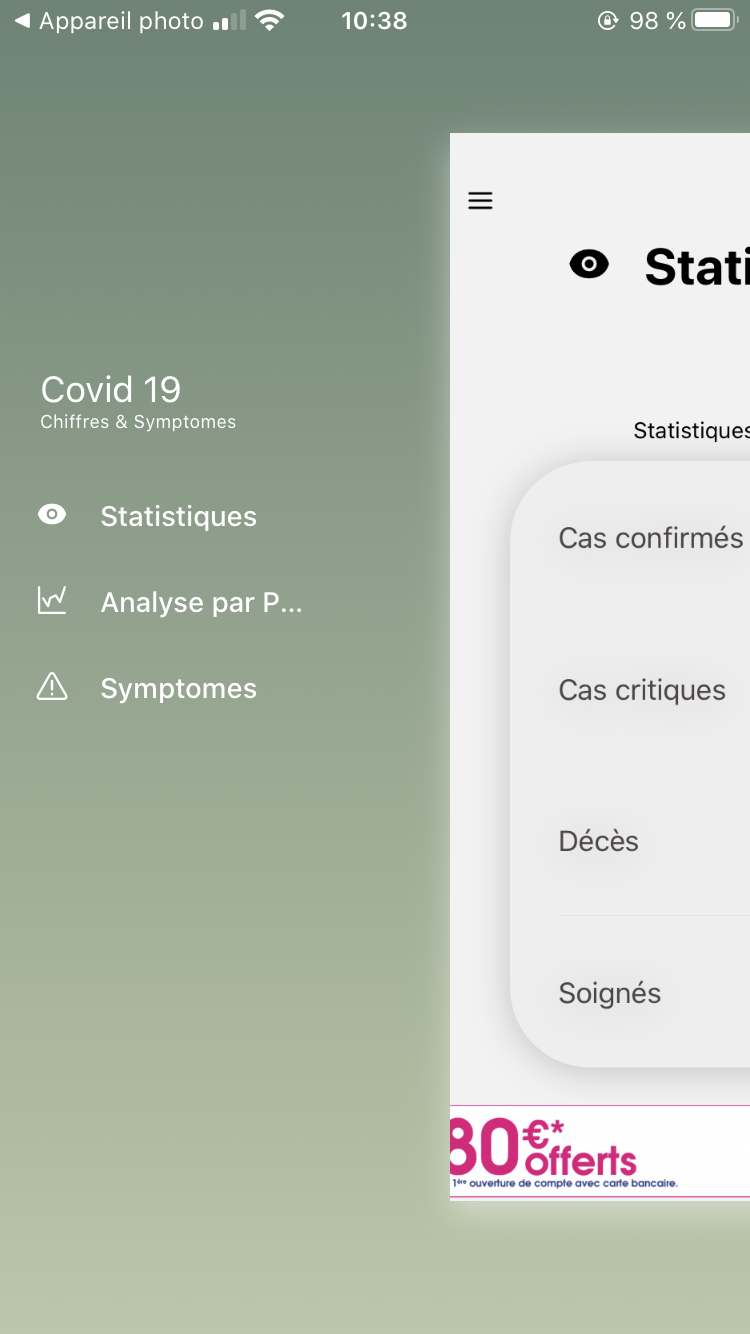 ◀ Appareil photo 10:38 98 %
Covid 19
Chiffres & Symptomes
Statistiques
Analyse par P...
Symptomes
Stati
Statistiques
Cas confirmés
Cas critiques
Décès
Soignés
80€*
offerts
1ère ouverture de compte avec carte bancaire.